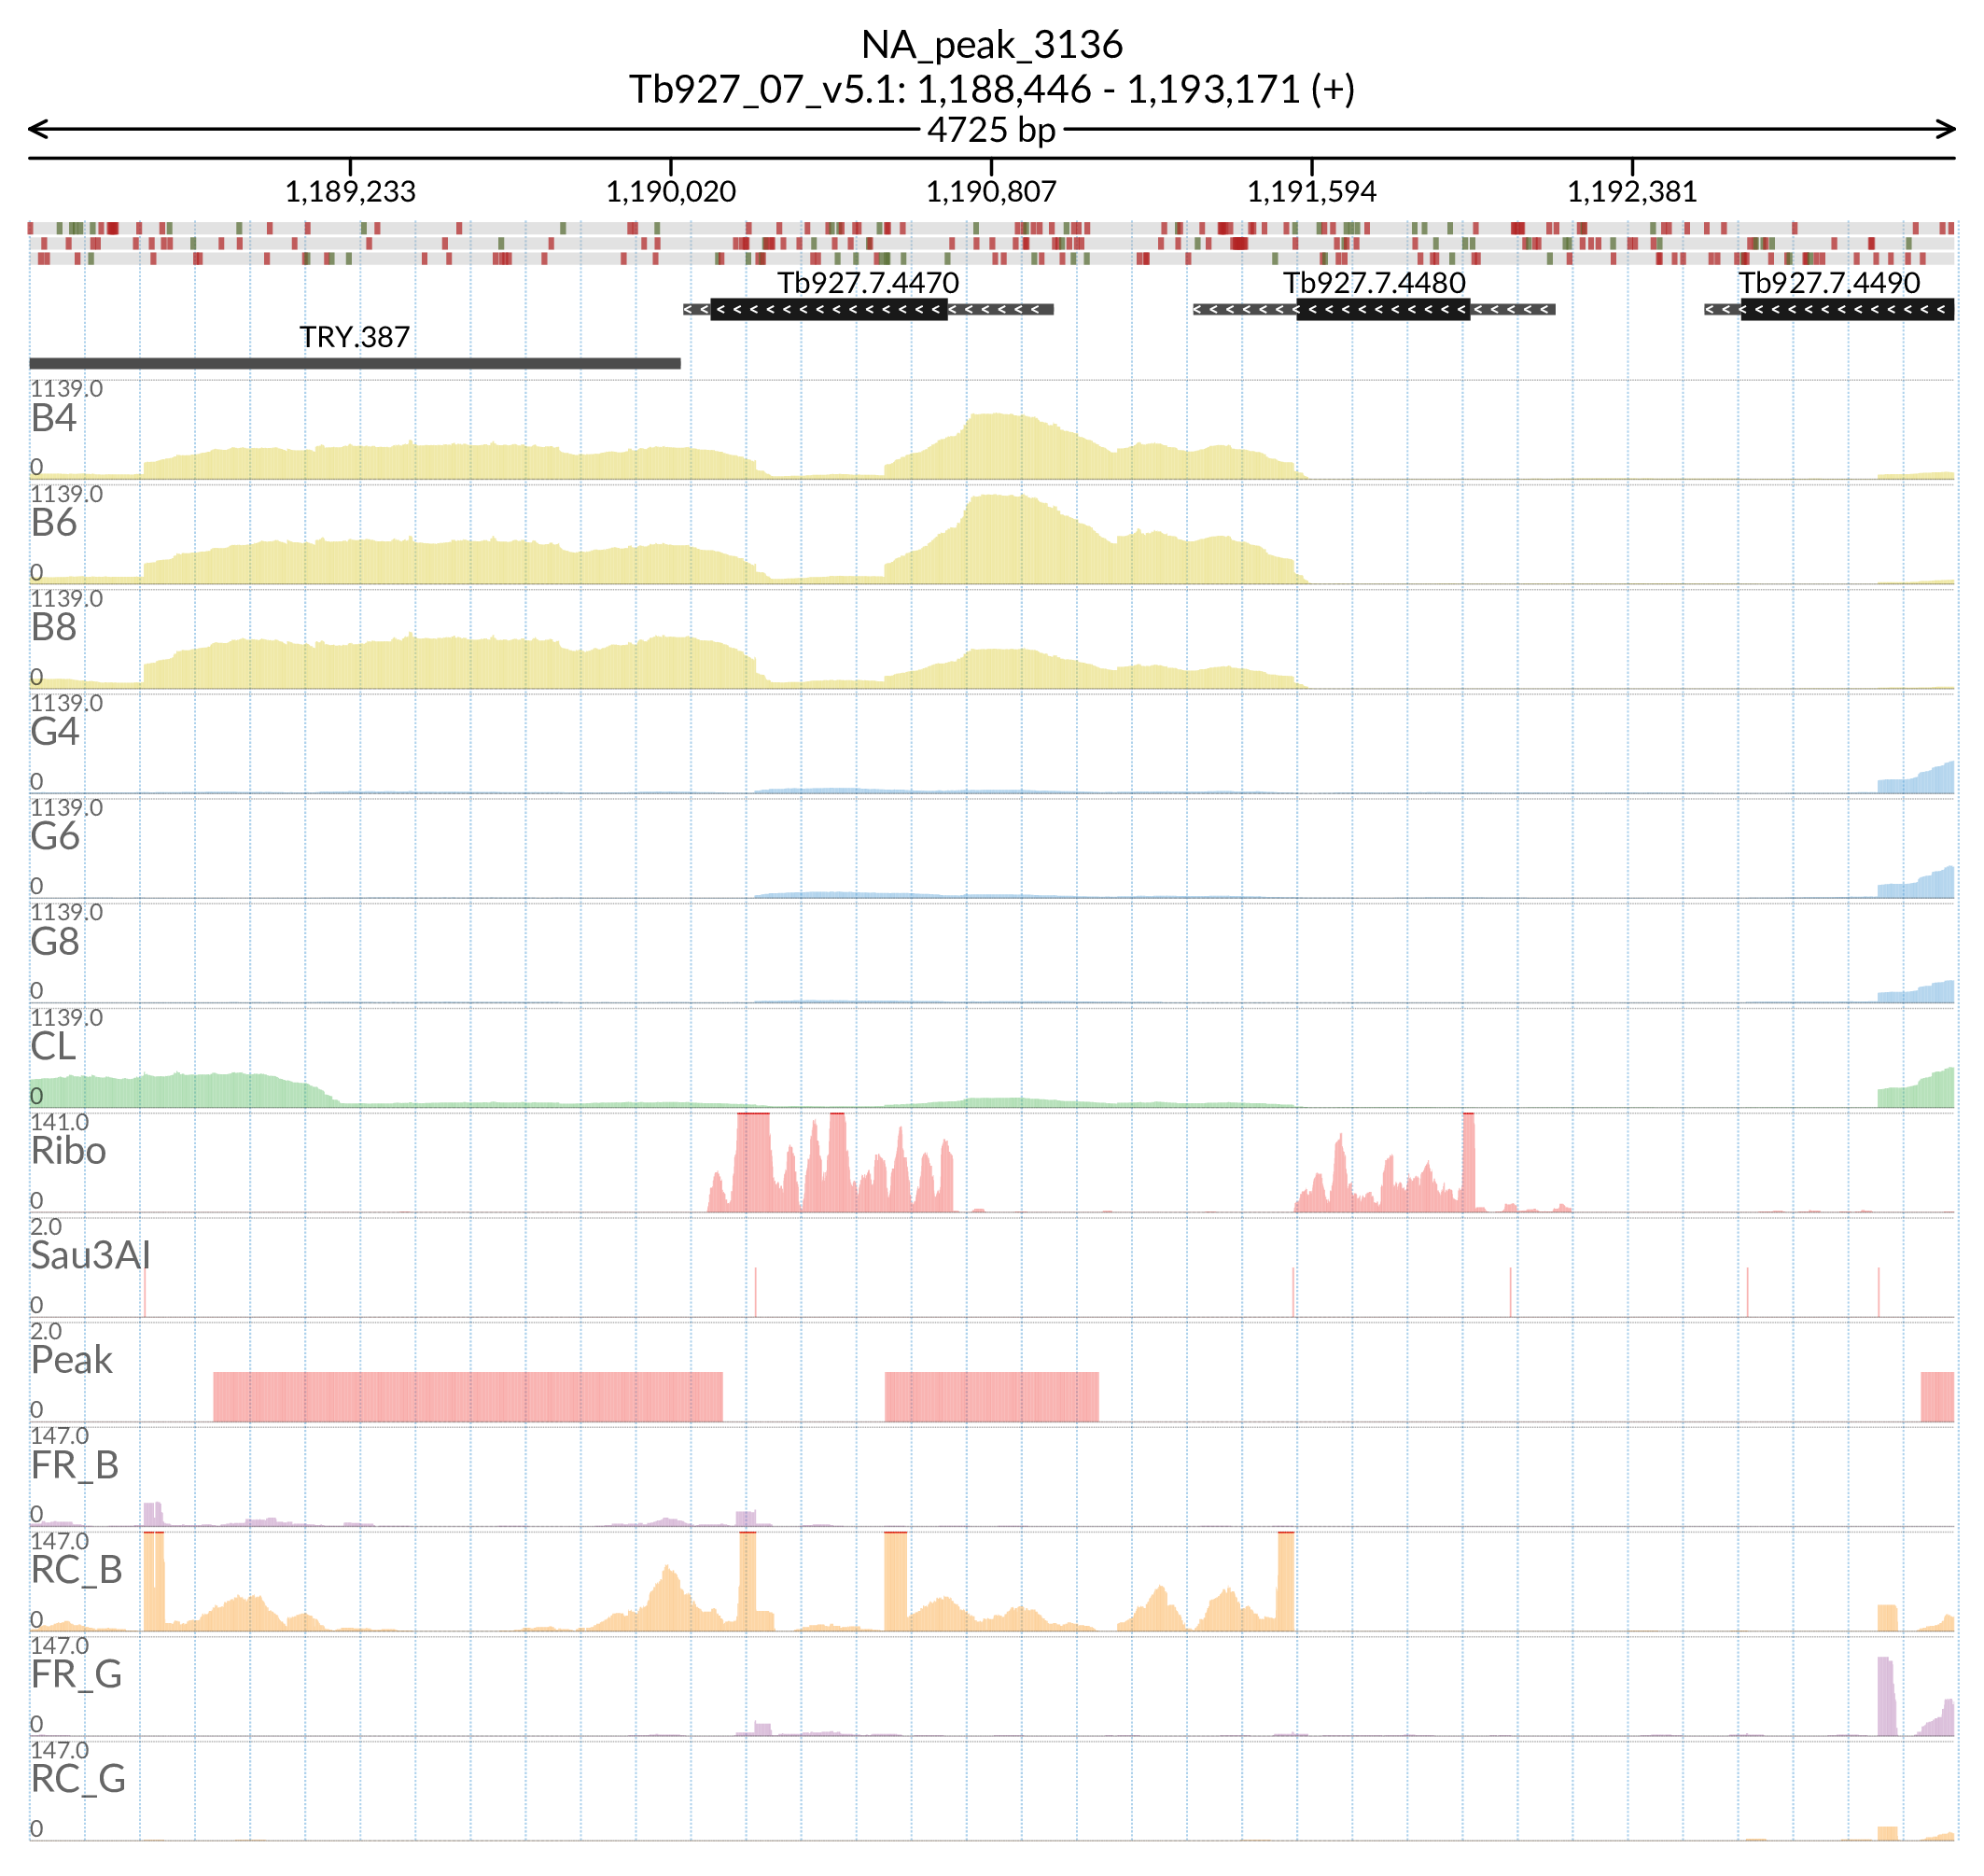 NA_peak_3136
Tb927_07_v5.1: 1,188,446 - 1,193,171 (+)
4725 bp
1,189,233 1,190,020 1,190,807 1,191,594 1,192,381
Tb927.7.4470 Tb927.7.4480 Tb927.7.4490
TRY.387
1139.0
B4
0
1139.0
B6
0
1139.0
B8
0
1139.0
G4
0
1139.0
G6
0
1139.0
G8
0
1139.0
CL
0
141.0
Ribo
0
2.0
Sau3AI
0
2.0
Peak
0
147.0
FR_B
0
147.0
RC_B
0
147.0
FR_G
0
147.0
RC_G
0